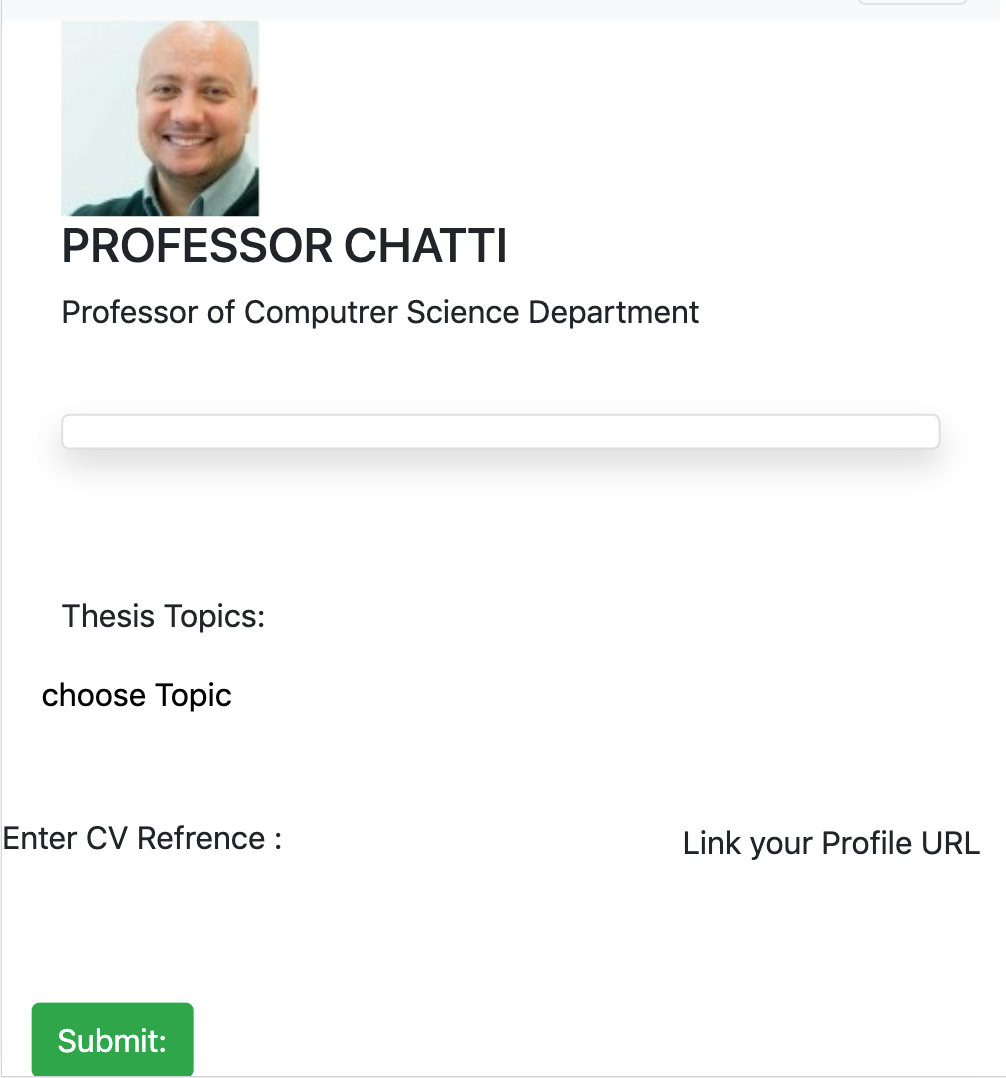 PROFESSOR CHATTI
Professor of Computrer Science Department
Thesis Topics:
choose Topic
Enter CV Refrence :
Link your Profile URL
Submit: